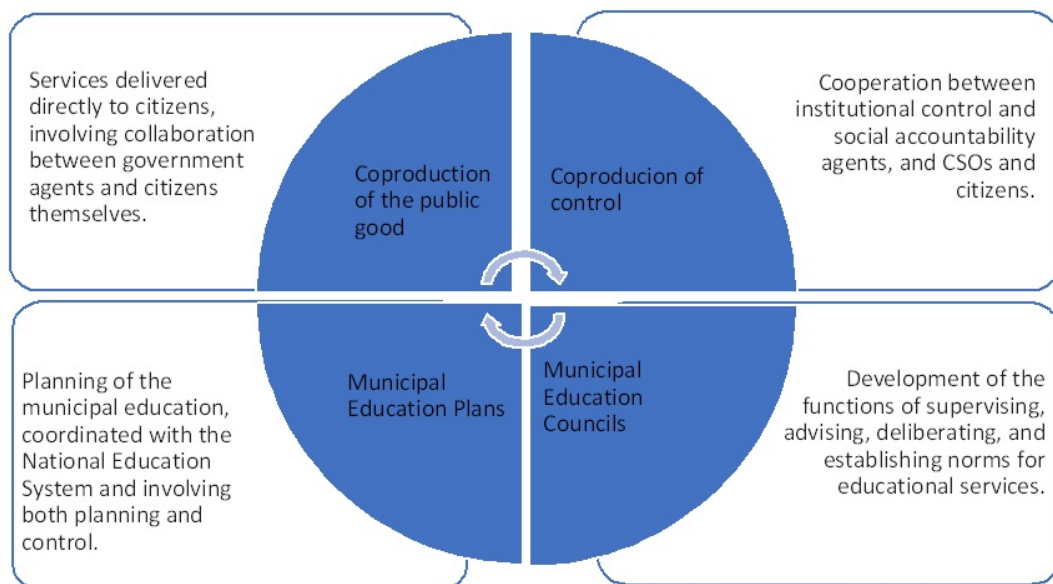 Services delivered
directly to citizens,
involving collaboration
between government
agents and citizens
themselves.
Coproduction
of the public
good
Coproducion of
control
Cooperation between
institutional control and
social accountability
agents, and CSOs and
citizens.
Planning of the
municipal education,
coordinated with the
National Education
System and involving
both planning and
control.
Municipal
Education Plans
Municipal
Education
Councils
Development of the
functions of supervising,
advising, deliberating, and
establishing norms for
educational services.